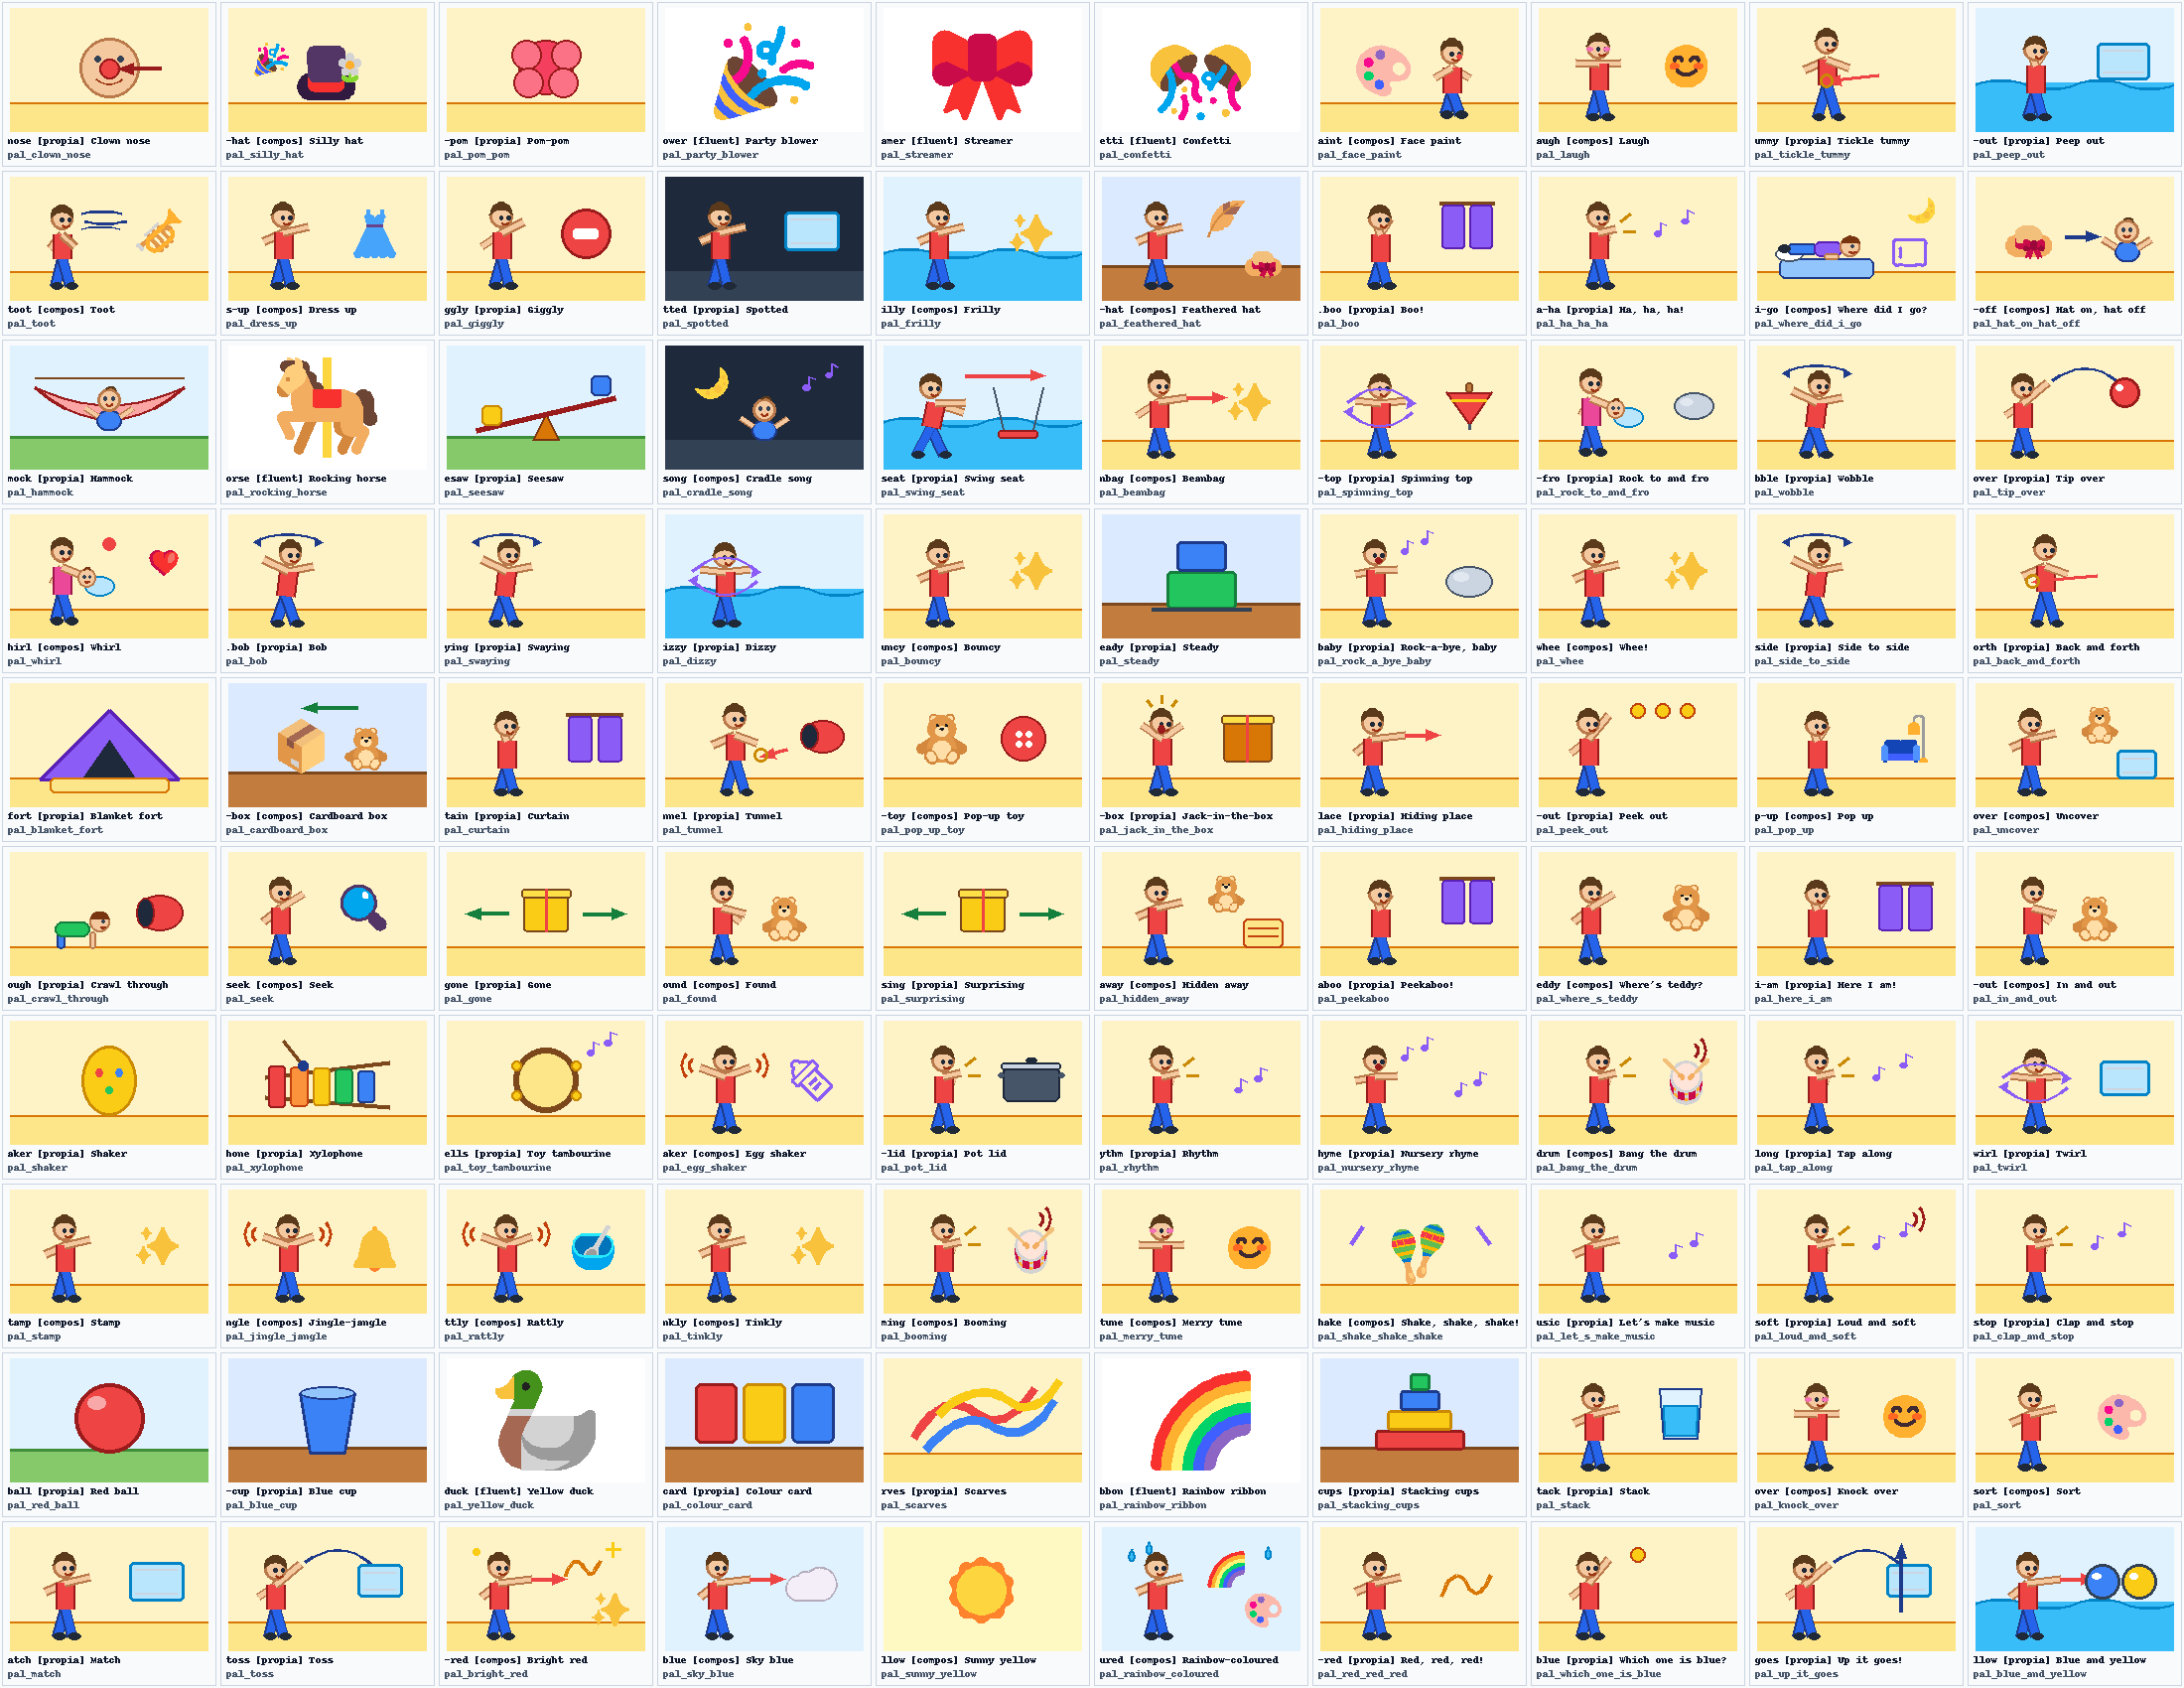 nose [propia] Clown nose
pal_clown_nose
-hat [compos] Silly hat
pal_silly_hat
-pom [propia] Pom-pom
pal_pom_pom
ower [fluent] Party blower
pal_party_blower
amer [fluent] Streamer
pal_streamer
etti [fluent] Confetti
pal_confetti
aint [compos] Face paint
pal_face_paint
augh [compos] Laugh
pal_laugh
ummy [propia] Tickle tummy
pal_tickle_tummy
-out [propia] Peep out
pal_peep_out
toot [compos] Toot
pal_toot
s-up [compos] Dress up
pal_dress_up
ggly [propia] Giggly
pal_giggly
tted [propia] Spotted
pal_spotted
illy [compos] Frilly
pal_frilly
-hat [compos] Feathered hat
pal_feathered_hat
.boo [propia] Boo!
pal_boo
a-ha [propia] Ha, ha, ha!
pal_ha_ha_ha
i-go [compos] Where did I go?
pal_where_did_i_go
-off [compos] Hat on, hat off
pal_hat_on_hat_off
mock [propia] Hammock
pal_hammock
orse [fluent] Rocking horse
pal_rocking_horse
esaw [propia] Seesaw
pal_seesaw
song [compos] Cradle song
pal_cradle_song
seat [propia] Swing seat
pal_swing_seat
nbag [compos] Beanbag
pal_beanbag
-top [propia] Spinning top
pal_spinning_top
-fro [propia] Rock to and fro
pal_rock_to_and_fro
bble [propia] Wobble
pal_wobble
over [propia] Tip over
pal_tip_over
hirl [compos] Whirl
pal_whirl
.bob [propia] Bob
pal_bob
ying [propia] Swaying
pal_swaying
izzy [propia] Dizzy
pal_dizzy
uncy [compos] Bouncy
pal_bouncy
eady [propia] Steady
pal_steady
baby [propia] Rock-a-bye, baby
pal_rock_a_bye_baby
whee [compos] Whee!
pal_whee
side [propia] Side to side
pal_side_to_side
orth [propia] Back and forth
pal_back_and_forth
fort [propia] Blanket fort
pal_blanket_fort
-box [compos] Cardboard box
pal_cardboard_box
tain [propia] Curtain
pal_curtain
nnel [propia] Tunnel
pal_tunnel
-toy [compos] Pop-up toy
pal_pop_up_toy
-box [propia] Jack-in-the-box
pal_jack_in_the_box
lace [propia] Hiding place
pal_hiding_place
-out [propia] Peek out
pal_peek_out
p-up [compos] Pop up
pal_pop_up
over [compos] Uncover
pal_uncover
ough [propia] Crawl through
pal_crawl_through
seek [compos] Seek
pal_seek
gone [propia] Gone
pal_gone
ound [compos] Found
pal_found
sing [propia] Surprising
pal_surprising
away [compos] Hidden away
pal_hidden_away
aboo [propia] Peekaboo!
pal_peekaboo
eddy [compos] Where's teddy?
pal_where_s_teddy
i-am [propia] Here I am!
pal_here_i_am
-out [compos] In and out
pal_in_and_out
aker [propia] Shaker
pal_shaker
hone [propia] Xylophone
pal_xylophone
ells [propia] Toy tambourine
pal_toy_tambourine
aker [compos] Egg shaker
pal_egg_shaker
-lid [propia] Pot lid
pal_pot_lid
ythm [propia] Rhythm
pal_rhythm
hyme [propia] Nursery rhyme
pal_nursery_rhyme
drum [compos] Bang the drum
pal_bang_the_drum
long [propia] Tap along
pal_tap_along
wirl [propia] Twirl
pal_twirl
tamp [compos] Stamp
pal_stamp
ngle [compos] Jingle-jangle
pal_jingle_jangle
ttly [compos] Rattly
pal_rattly
nkly [compos] Tinkly
pal_tinkly
ming [compos] Booming
pal_booming
tune [compos] Merry tune
pal_merry_tune
hake [compos] Shake, shake, shake!
pal_shake_shake_shake
usic [propia] Let's make music
pal_let_s_make_music
soft [propia] Loud and soft
pal_loud_and_soft
stop [propia] Clap and stop
pal_clap_and_stop
ball [propia] Red ball
pal_red_ball
-cup [propia] Blue cup
pal_blue_cup
duck [fluent] Yellow duck
pal_yellow_duck
card [propia] Colour card
pal_colour_card
rves [propia] Scarves
pal_scarves
bbon [fluent] Rainbow ribbon
pal_rainbow_ribbon
cups [propia] Stacking cups
pal_stacking_cups
tack [propia] Stack
pal_stack
over [compos] Knock over
pal_knock_over
sort [compos] Sort
pal_sort
atch [propia] Match
pal_match
toss [propia] Toss
pal_toss
-red [compos] Bright red
pal_bright_red
blue [compos] Sky blue
pal_sky_blue
llow [compos] Sunny yellow
pal_sunny_yellow
ured [compos] Rainbow-coloured
pal_rainbow_coloured
-red [propia] Red, red, red!
pal_red_red_red
blue [propia] Which one is blue?
pal_which_one_is_blue
goes [propia] Up it goes!
pal_up_it_goes
llow [propia] Blue and yellow
pal_blue_and_yellow